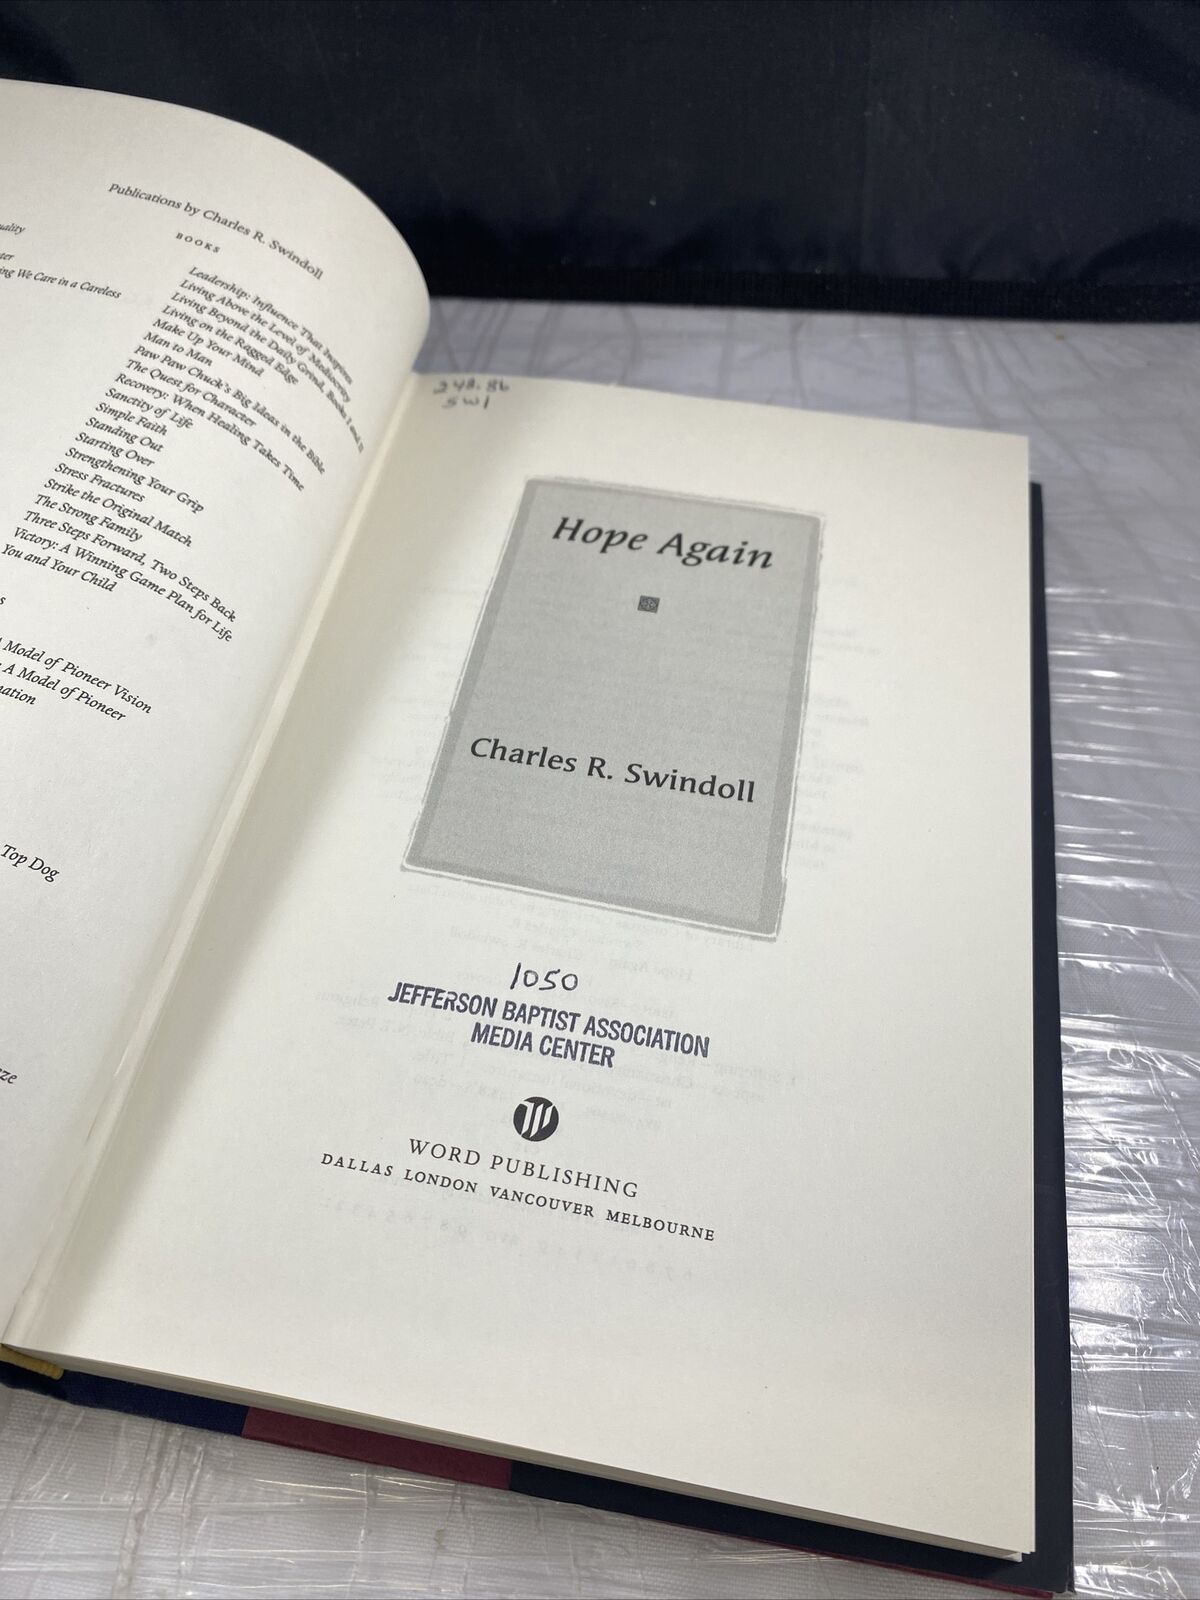 Publications by Charles R. Swindoll
BOOKS
Leadership: Influence That Inspires
Living Above the Level of Mediocrity
Living Beyond the Daily Grind, Books I and II
Living on the Ragged Edge
Make Up Your Mind
Man to Man
Paw Paw Chuck's Big Ideas in the Bible
The Quest for Character
Recovery: When Healing Takes Time
Sanctity of Life
Simple Faith
Standing Out
Starting Over
Strengthening Your Grip
Stress Fractures
Strike the Original Match
The Strong Family
Three Steps Forward, Two Steps Back
Victory: A Winning Game Plan for Life
You and Your Child
We Care in a Careless
A Model of Pioneer Vision
A Model of Pioneer
Top Dog
248.86
SWI
Hope Again
Charles R. Swindoll
1050
JEFFERSON BAPTIST ASSOCIATION
MEDIA CENTER
W
WORD PUBLISHING
DALLAS LONDON VANCOUVER MELBOURNE